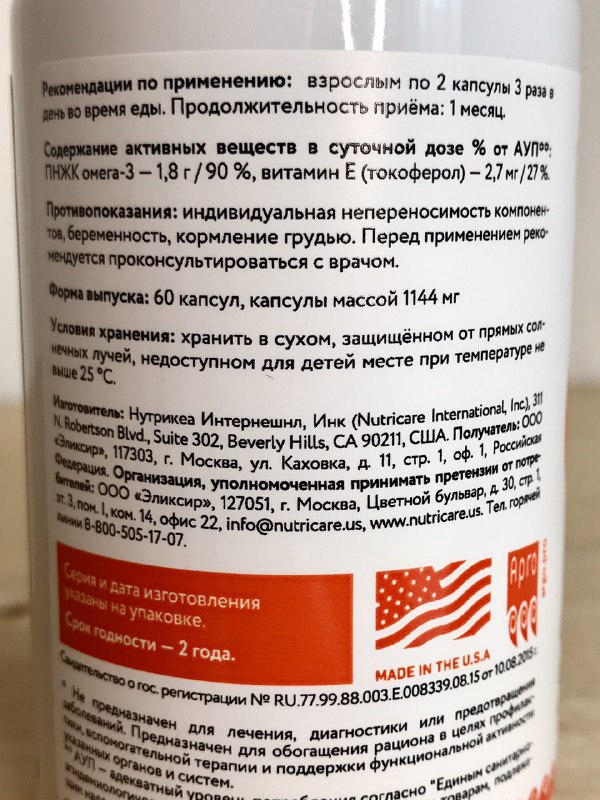 Рекомендации по применению: взрослым по 2 капсулы 3 раза в
день во время еды. Продолжительность приёма: 1 месяц.
Содержание активных веществ в суточной дозе % от АУП**:
ПНЖК омега-3 – 1,8 г / 90 %, витамин Е (токоферол) – 2,7 мг / 27 %.
Противопоказания: индивидуальная непереносимость компонен-
тов, беременность, кормление грудью. Перед применением реко-
мендуется проконсультироваться с врачом.
Форма выпуска: 60 капсул, капсулы массой 1144 мг
Условия хранения: хранить в сухом, защищённом от прямых сол-
нечных лучей, недоступном для детей месте при температуре не
выше 25 °С.
Изготовитель: Нутрикеа Интернешнл, Инк (Nutricare International, Inc.), 311
N. Robertson Blvd., Suite 302, Beverly Hills, CA 90211, США. Получатель: ООО
«Эликсир», 117303, г. Москва, ул. Каховка, д. 11, стр. 1, оф. 1, Российская
Федерация. Организация, уполномоченная принимать претензии от потре-
бителей: ООО «Эликсир», 127051, г. Москва, Цветной бульвар, д. 30, стр. 1,
эт. 3, пом. I, ком. 14, офис 22, info@nutricare.us, www.nutricare.us. Тел. горячей
линии 8-800-505-17-07.
Серия и дата изготовления
указаны на упаковке.
Срок годности – 2 года.
MADE IN THE U.S.A
Арго
argo.pro
Свидетельство о гос. регистрации № RU.77.99.88.003.E.008339.08.15 от 10.08.2015 г.
* Не предназначен для лечения, диагностики или предотвращения
заболеваний. Предназначен для обогащения рациона в целях профилак-
тики, вспомогательной терапии и поддержки функциональной активности
указанных органов и систем.
** АУП – адекватный уровень потребления согласно "Единым санитарно-
эпидемиологическим товарам,